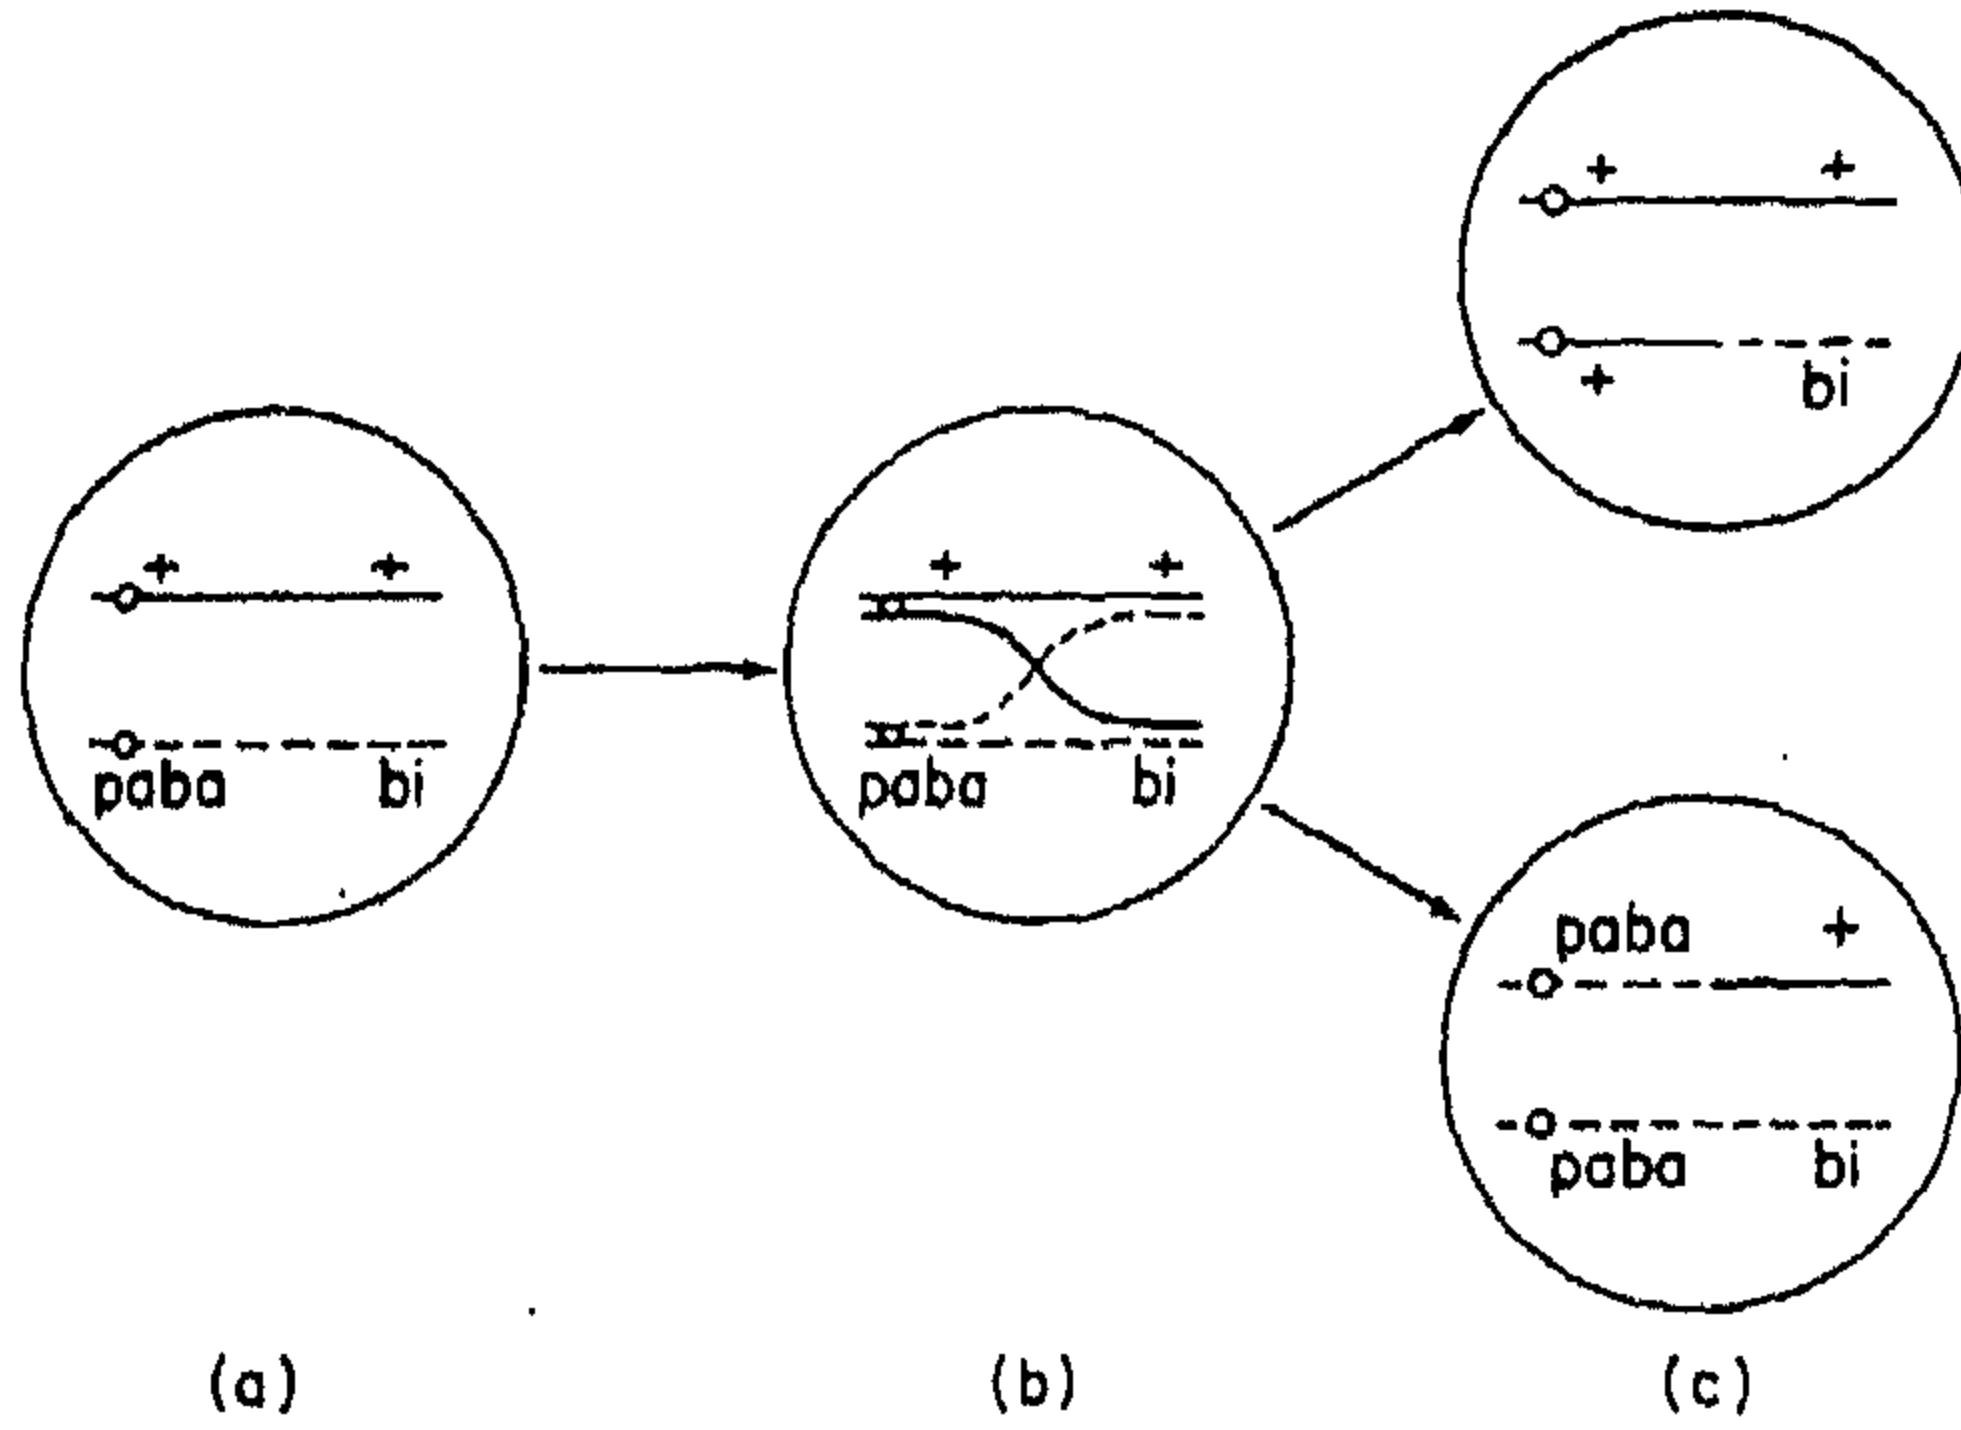 + +
+ bi
+ +
paba bi
+ +
paba bi
paba +
paba bi
(a) (b) (c)